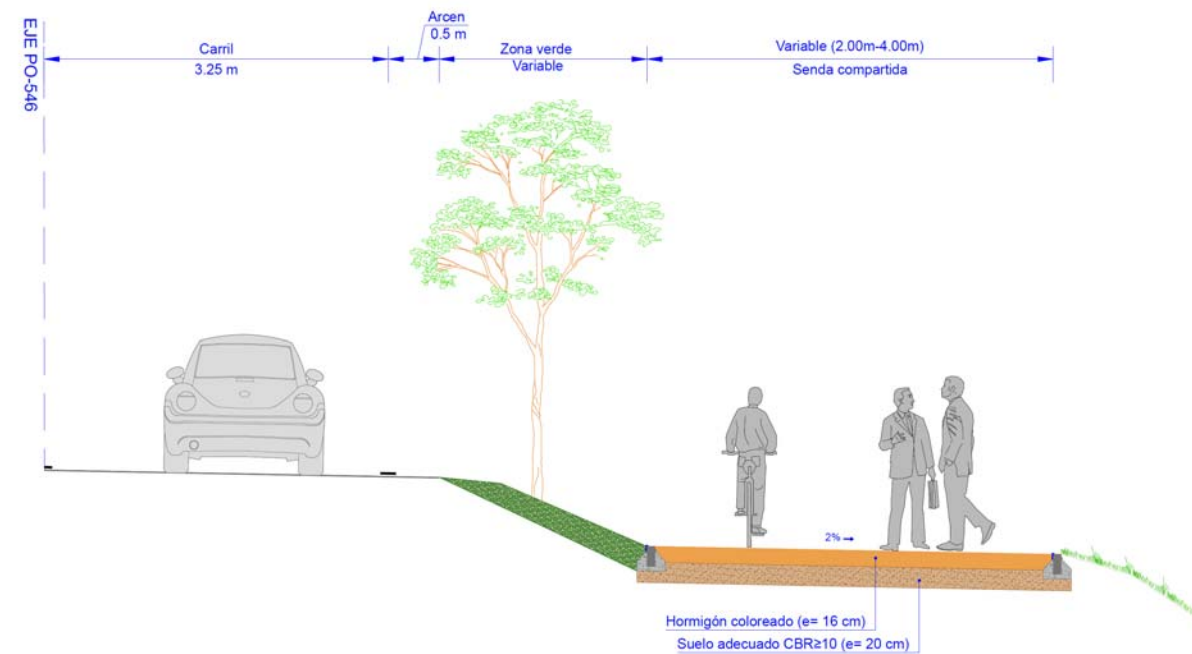 EJE PO-546
Carril
3.25 m
Arcen
0.5 m
Zona verde
Variable
Variable (2.00m-4.00m)
Senda compartida
2%
Hormigón coloreado (e= 16 cm)
Suelo adecuado CBR≥10 (e= 20 cm)